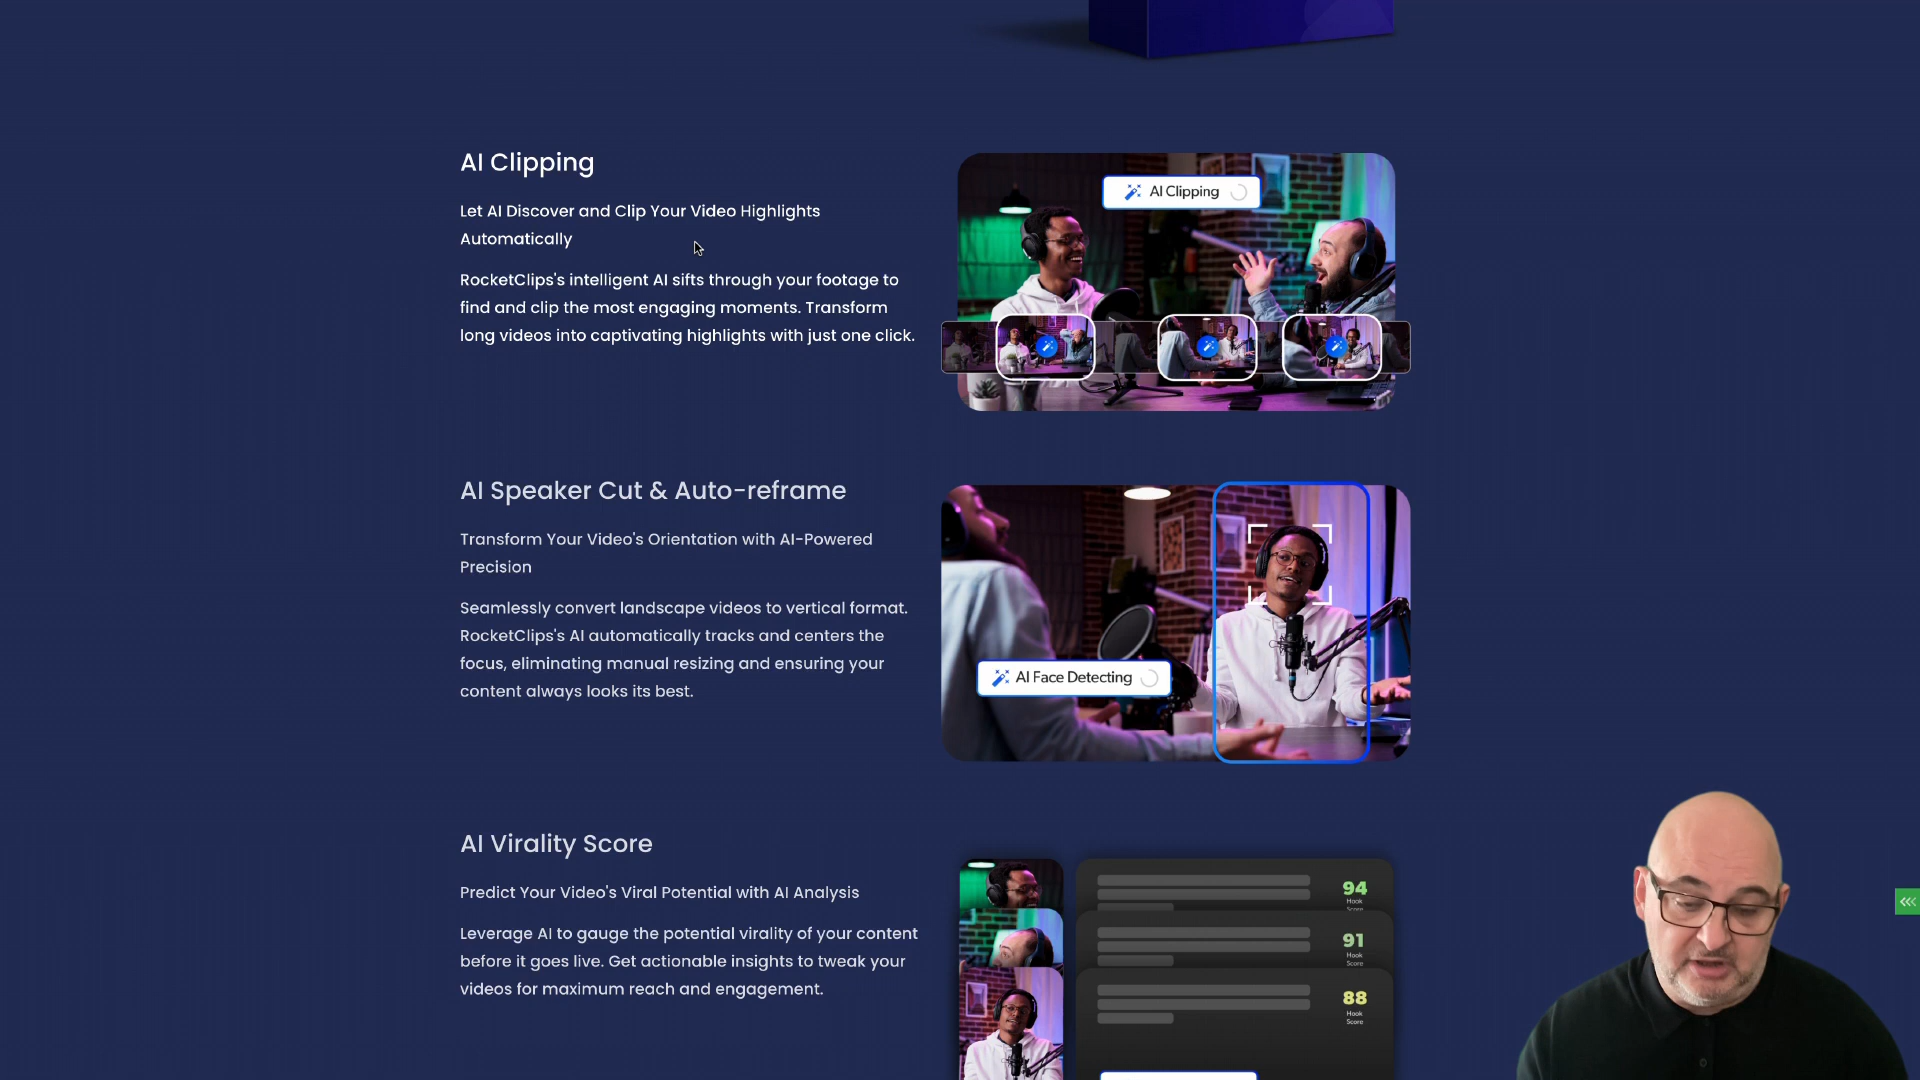 AI Clipping
Let AI Discover and Clip Your Video Highlights
Automatically
RocketClips's intelligent AI sifts through your footage to
find and clip the most engaging moments. Transform
long videos into captivating highlights with just one click.
AI Clipping
AI Speaker Cut & Auto-reframe
Transform Your Video's Orientation with AI-Powered
Precision
Seamlessly convert landscape videos to vertical format.
RocketClips's AI automatically tracks and centers the
focus, eliminating manual resizing and ensuring your
content always looks its best.
AI Face Detecting
AI Virality Score
Predict Your Video's Viral Potential with AI Analysis
Leverage AI to gauge the potential virality of your content
before it goes live. Get actionable insights to tweak your
videos for maximum reach and engagement.
94
Hook
Score
91
Hook
Score
88
Hook
Score